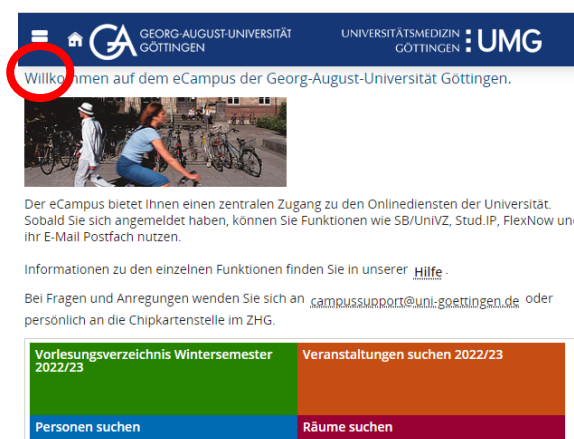 GEORG-AUGUST-UNIVERSITÄT
GÖTTINGEN
UNIVERSITÄTSMEDIZIN
GÖTTINGEN : UMG
Willkommen auf dem eCampus der Georg-August-Universität Göttingen.
Der eCampus bietet Ihnen einen zentralen Zugang zu den Onlinediensten der Universität.
Sobald Sie sich angemeldet haben, können Sie Funktionen wie SB/UniVZ, Stud.IP, FlexNow und
ihr E-Mail Postfach nutzen.
Informationen zu den einzelnen Funktionen finden Sie in unserer Hilfe.
Bei Fragen und Anregungen wenden Sie sich an campussupport@uni-goettingen.de oder
persönlich an die Chipkartenstelle im ZHG.
Vorlesungsverzeichnis Wintersemester
2022/23
Veranstaltungen suchen 2022/23
Personen suchen
Räume suchen